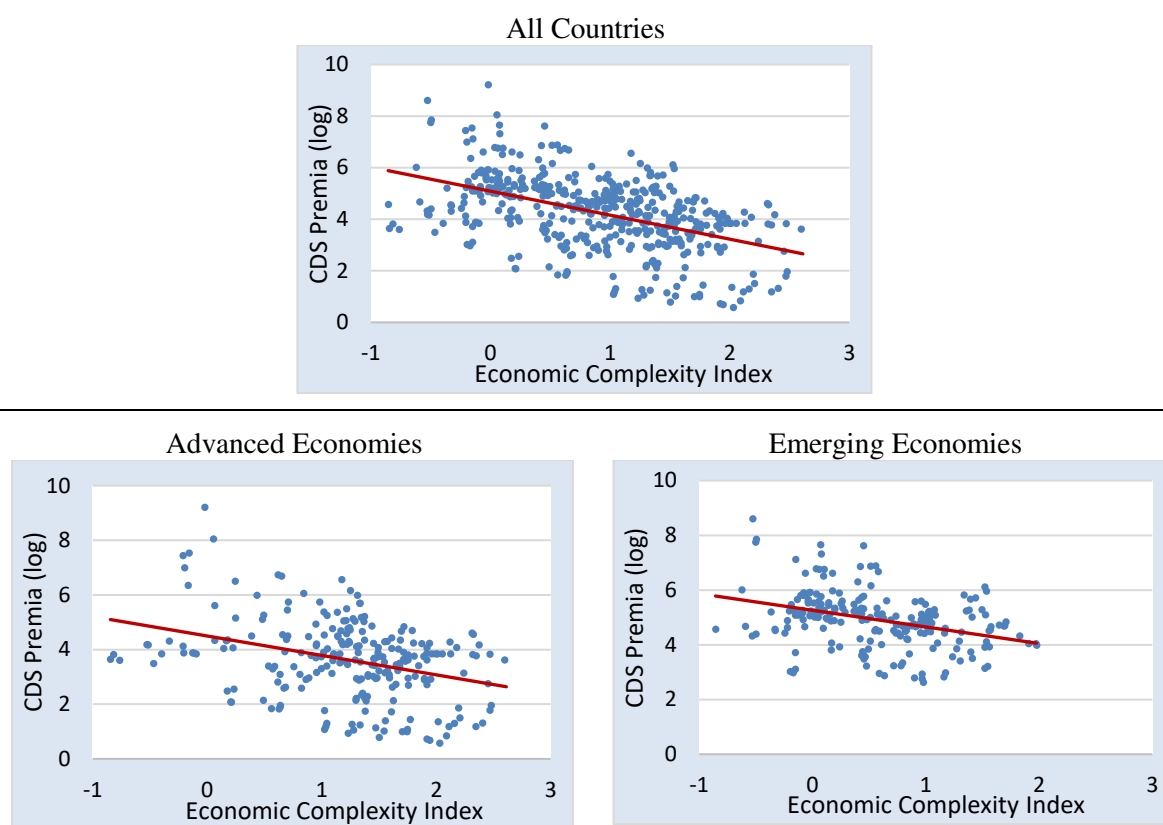 All Countries
10
8
6
4
2
0
-1 0 1 2 3
CDS Premia (log)
Economic Complexity Index
Advanced Economies
10
8
6
4
2
0
-1 0 1 2 3
CDS Premia (log)
Economic Complexity Index
Emerging Economies
10
8
6
4
2
0
-1 0 1 2 3
CDS Premia (log)
Economic Complexity Index